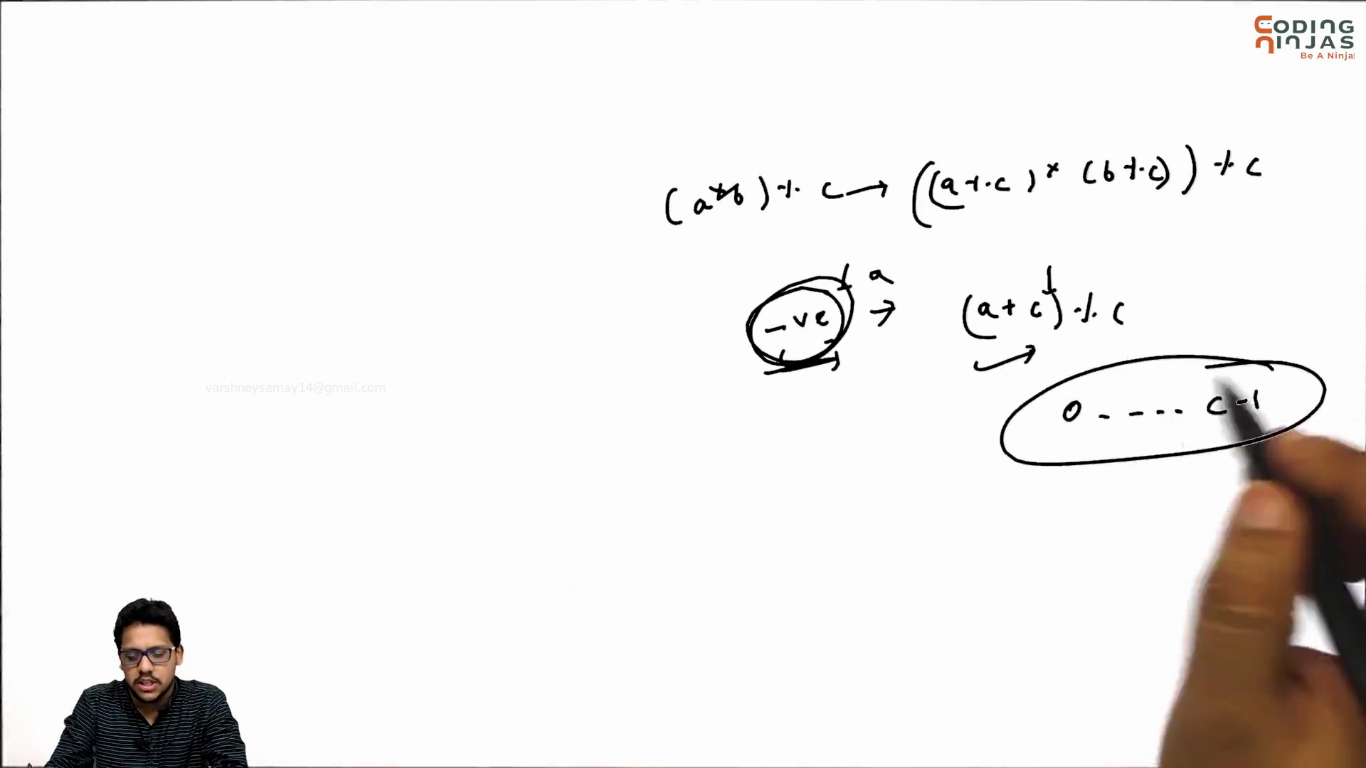 CODING
NINJAS
Be A Ninja
(a*b) % c → ((a % c) * (b % c)) % c
a
-ve → (a + c) % c
0 - - - - c-1
varshneysamay14@gmail.com